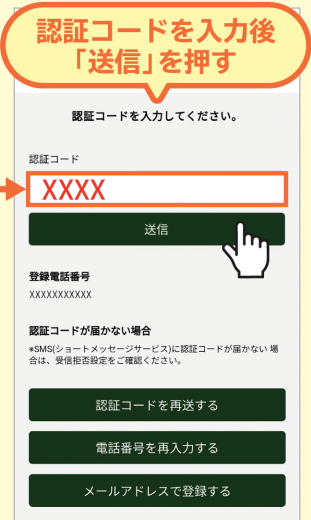 認証コードを入力後
「送信」を押す
認証コードを入力してください。
認証コード
XXXX
送信
登録電話番号
XXXXXXXXXXX
認証コードが届かない場合
※SMS(ショートメッセージサービス)に認証コードが届かない 場
合は、受信拒否設定をご確認ください。
認証コードを再送する
電話番号を再入力する
メールアドレスで登録する